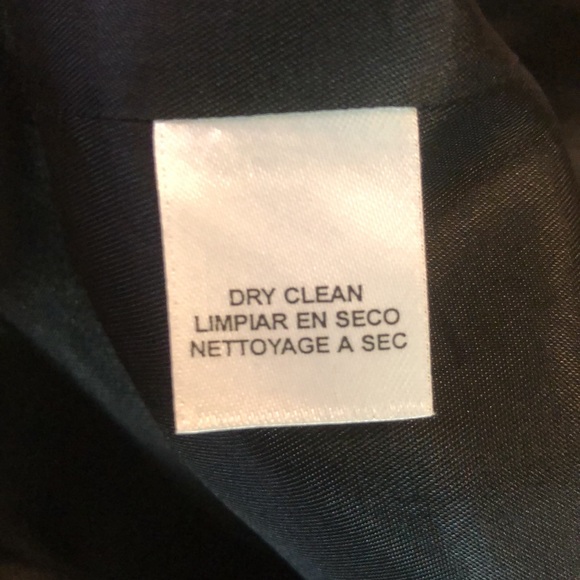 DRY CLEAN
LIMPIAR EN SECO
NETTOYAGE A SEC